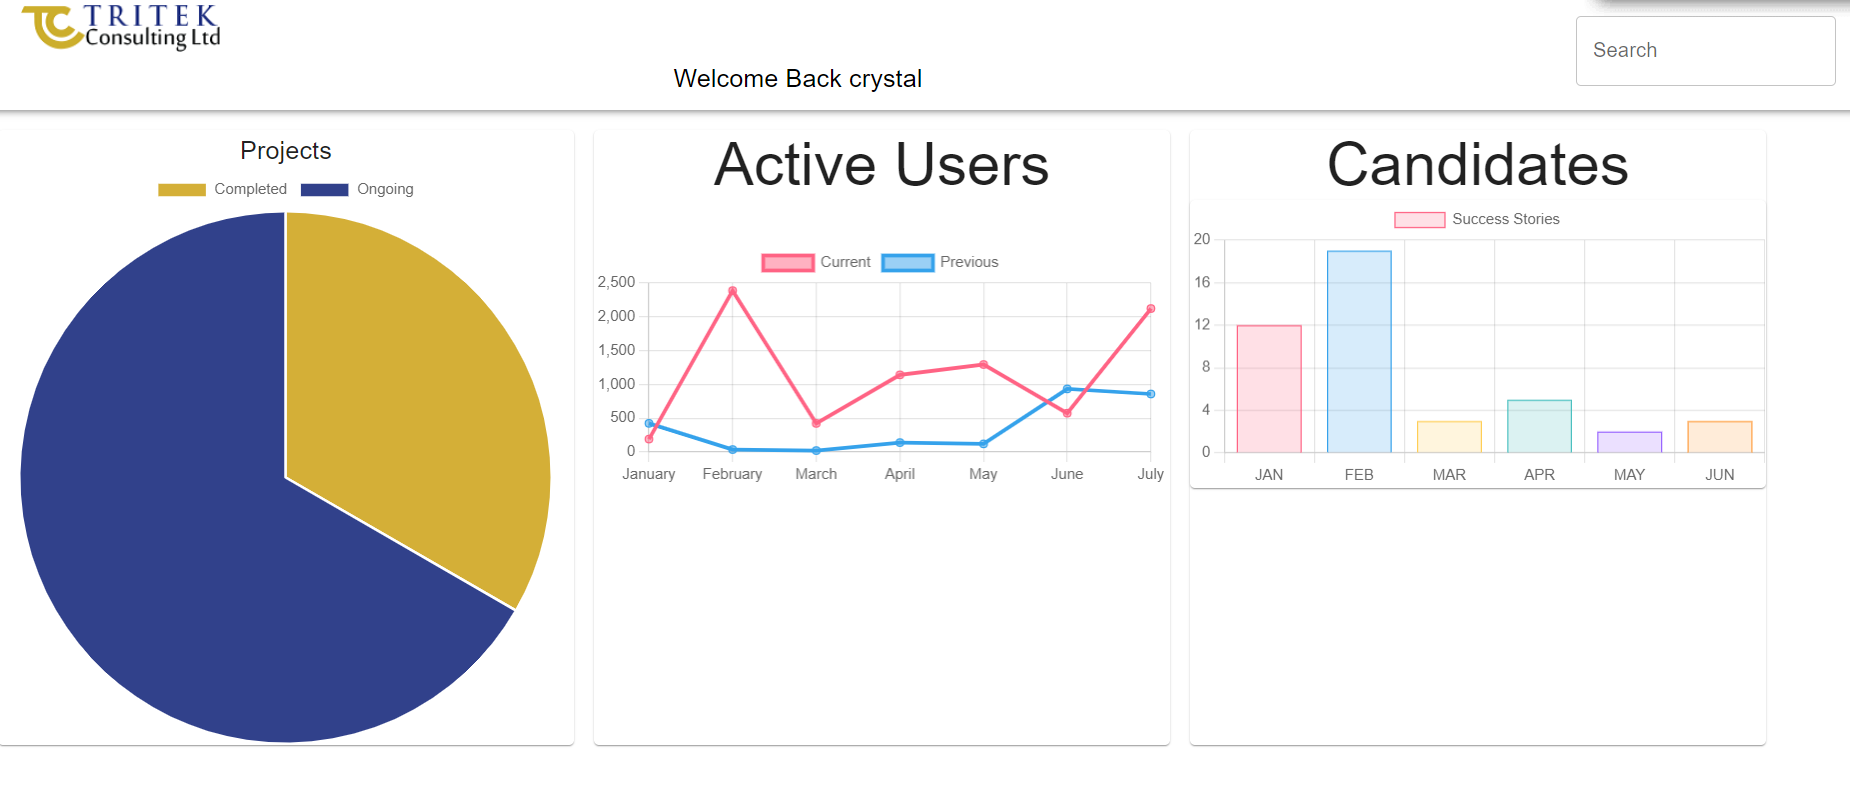 TRITEK
Consulting Ltd
Welcome Back crystal
Search
Projects
Completed Ongoing
Active Users
Current Previous
2,500
2,000
1,500
1,000
500
0
January February March April May June July
Candidates
Success Stories
20
16
12
8
4
0
JAN FEB MAR APR MAY JUN